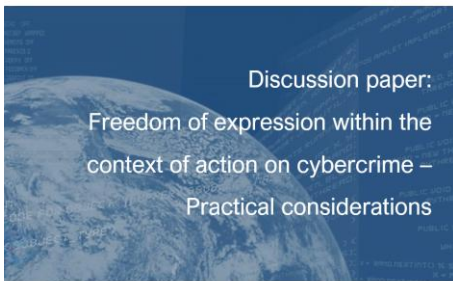 Discussion paper:
Freedom of expression within the
context of action on cybercrime –
Practical considerations